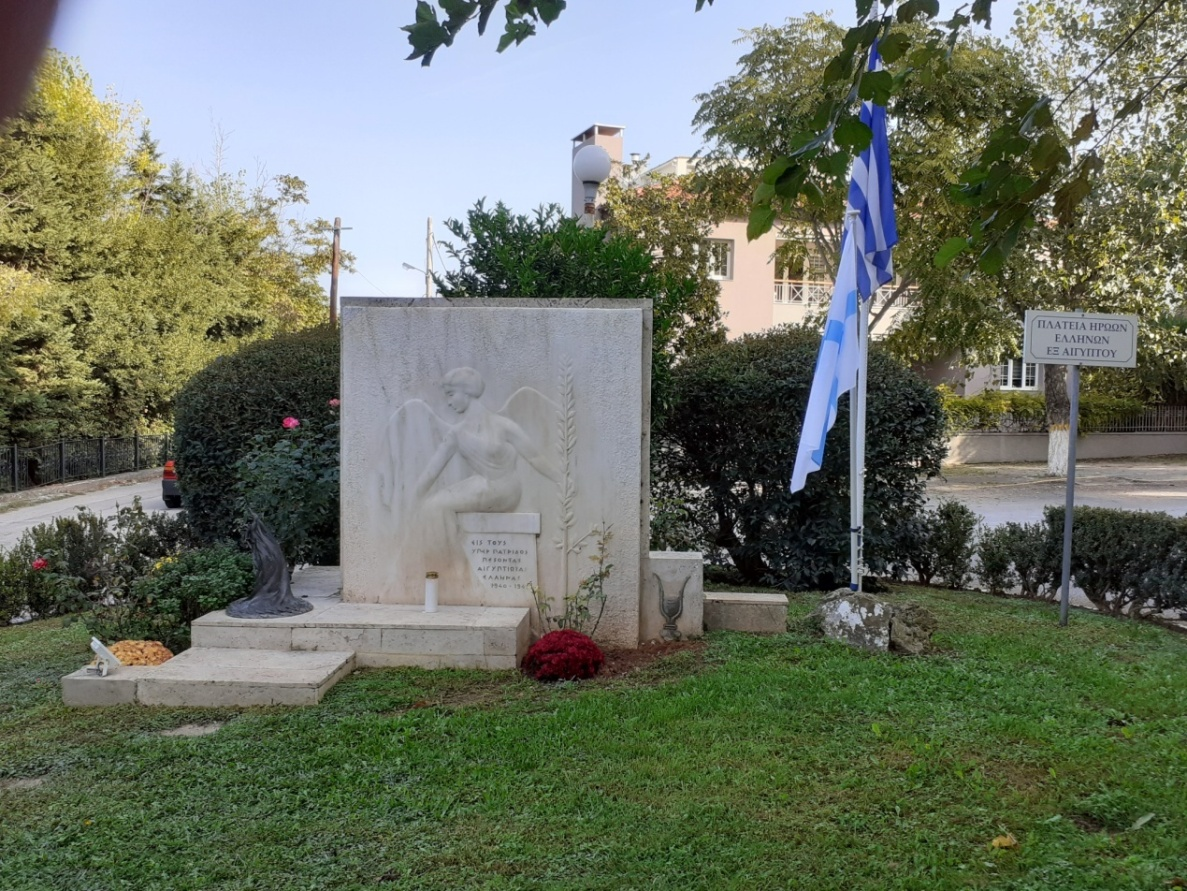 ΕΙΣ ΤΟΥΣ
ΥΠΕΡ ΠΑΤΡΙΔΟΣ
ΠΕΣΟΝΤΑΣ
ΑΙΓΥΠΤΙΩΤΑΣ
ΕΛΛΗΝΑΣ
ΠΛΑΤΕΙΑ ΗΡΩΩΝ
ΕΛΛΗΝΩΝ
ΕΞ ΑΙΓΥΠΤΟΥ